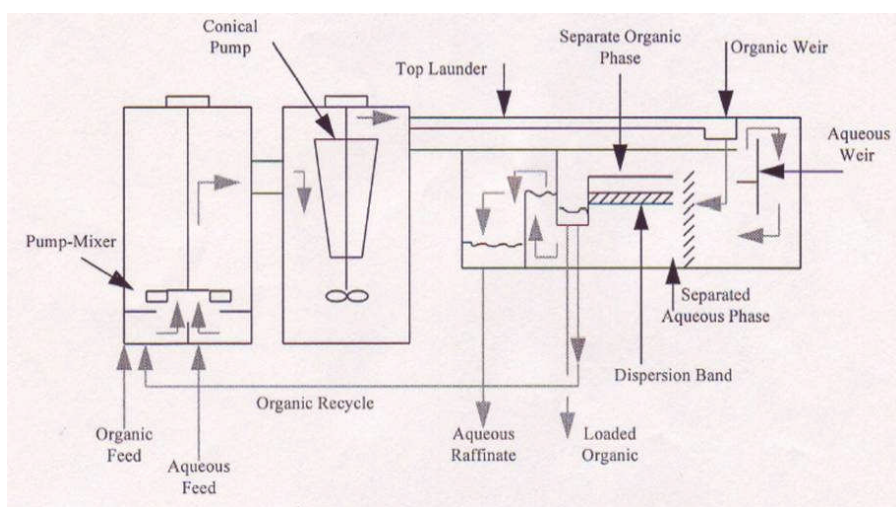 Conical
Pump
Separate Organic
Phase
Organic Weir
Top Launder
Aqueous
Weir
Pump-Mixer
Separated
Aqueous Phase
Dispersion Band
Organic Recycle
Organic
Feed
Aqueous
Feed
Aqueous
Raffinate
Loaded
Organic